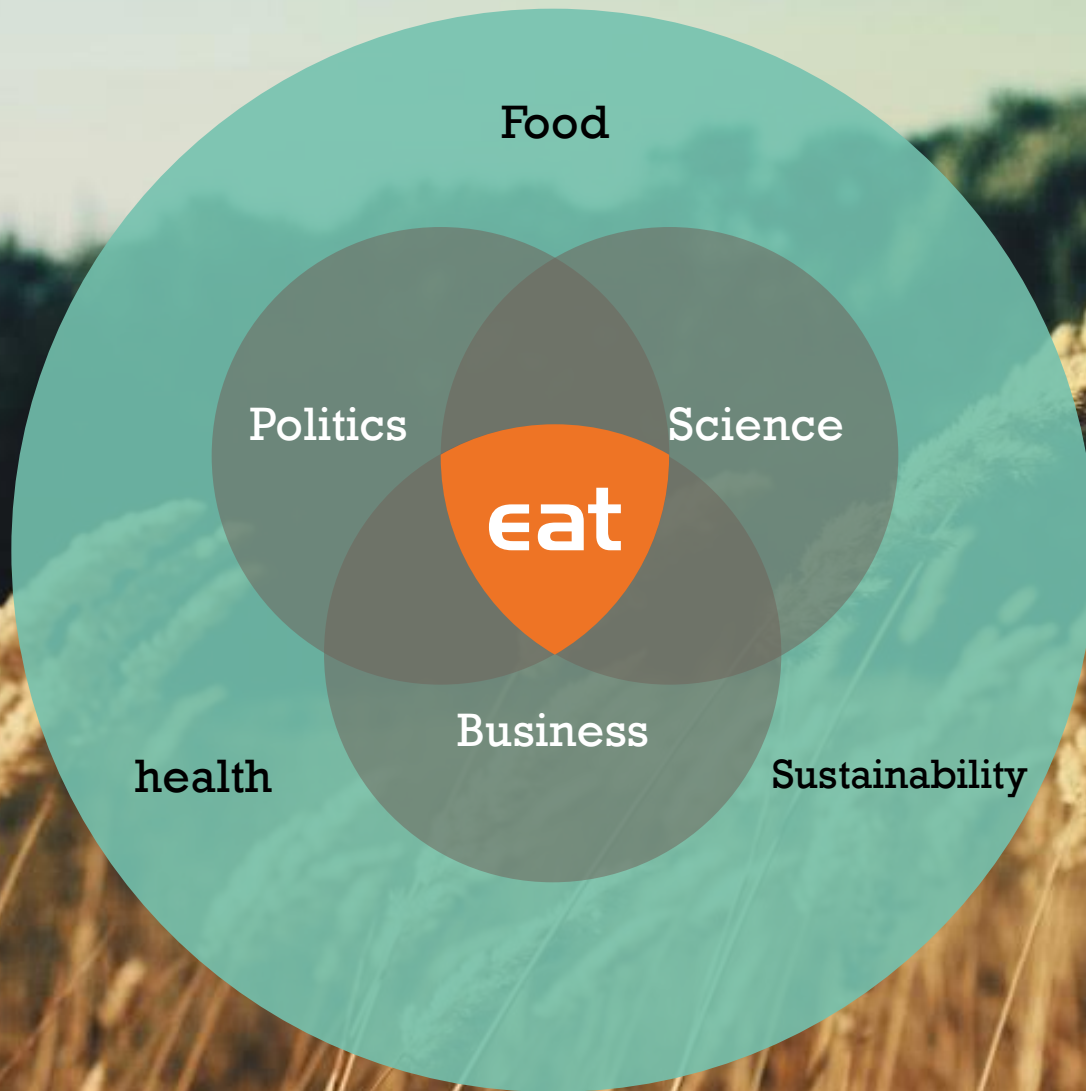 Food
Politics
Science
eat
Business
health
Sustainability